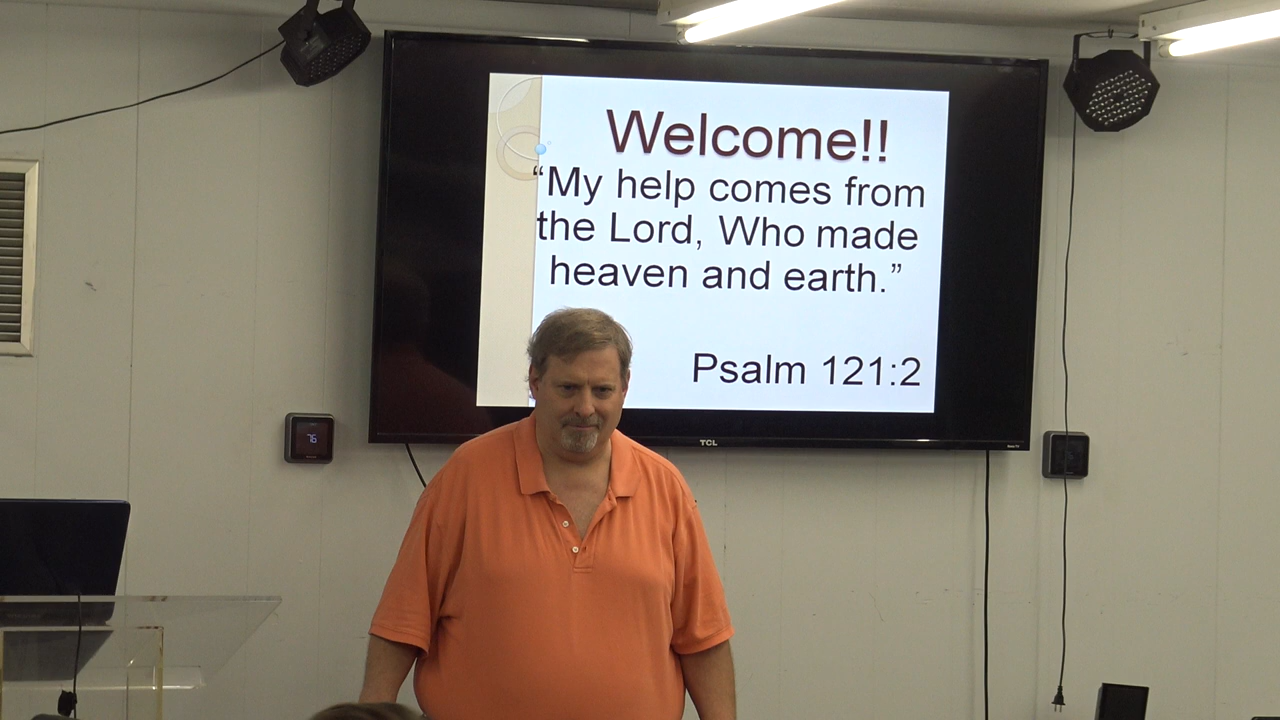 Welcome!!
“My help comes from
the Lord, Who made
heaven and earth.”
Psalm 121:2
76
TCL